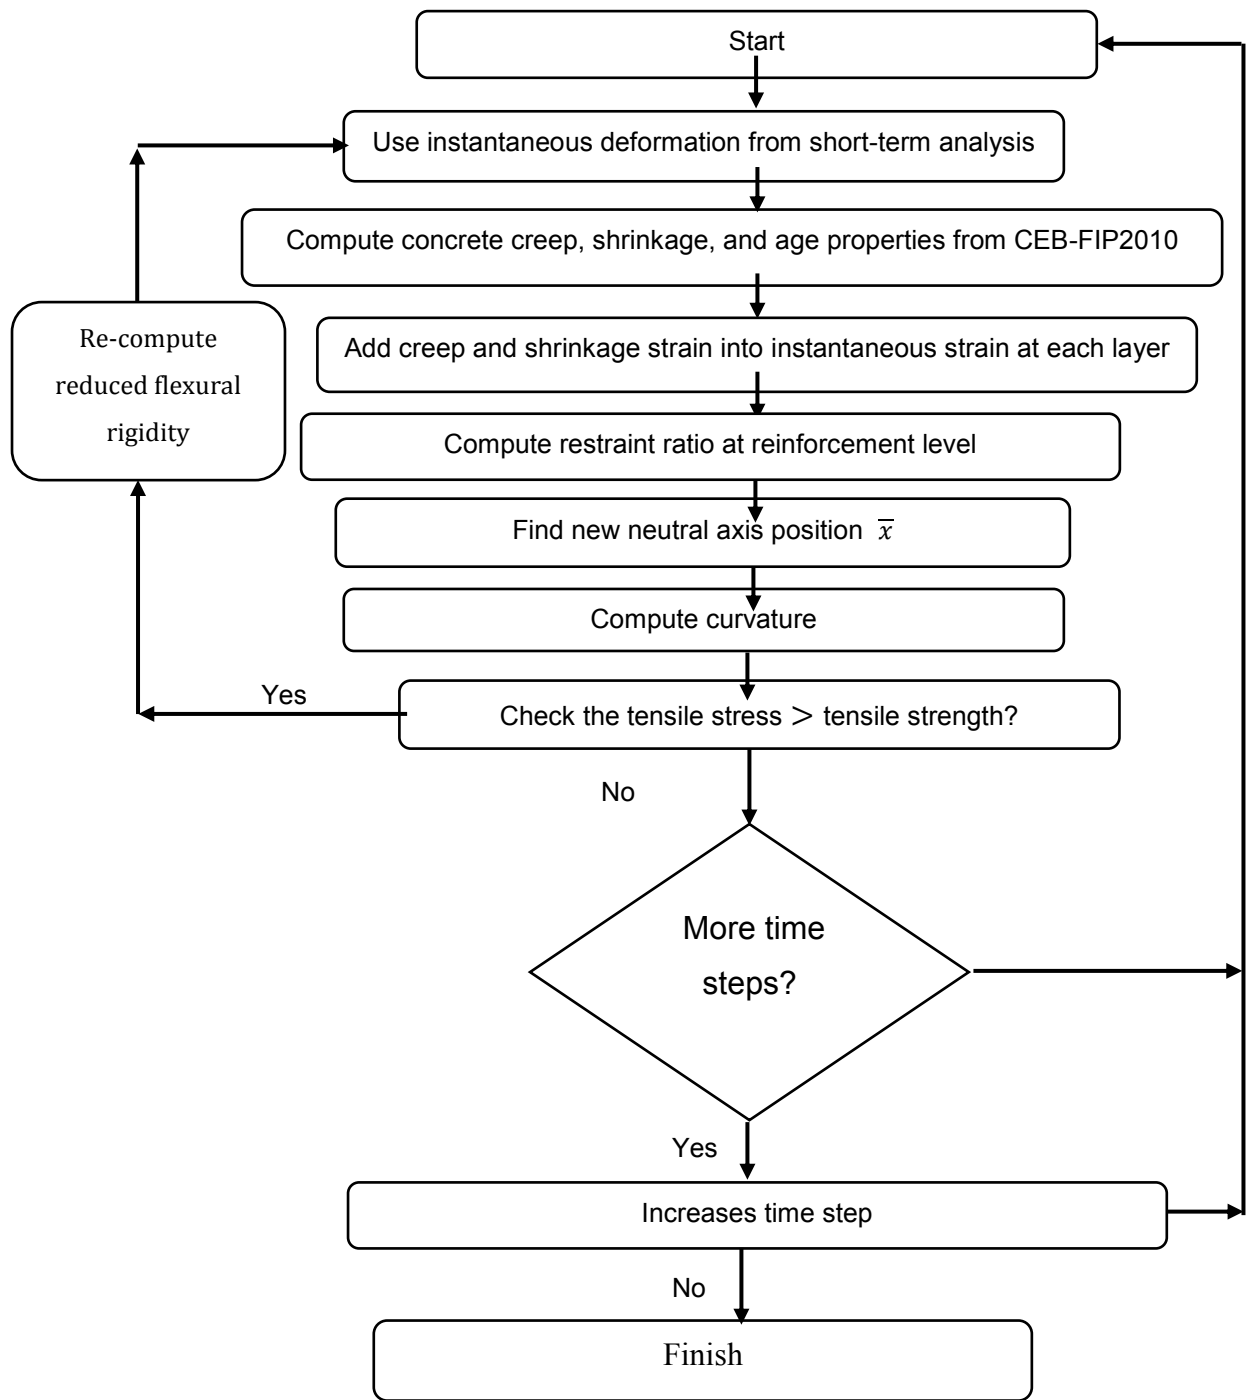 Start
Use instantaneous deformation from short-term analysis
Compute concrete creep, shrinkage, and age properties from CEB-FIP2010
Re-compute
reduced flexural
rigidity
Add creep and shrinkage strain into instantaneous strain at each layer
Compute restraint ratio at reinforcement level
Find new neutral axis position x̅
Compute curvature
Yes
Check the tensile stress > tensile strength?
No
More time
steps?
Yes
Increases time step
No
Finish